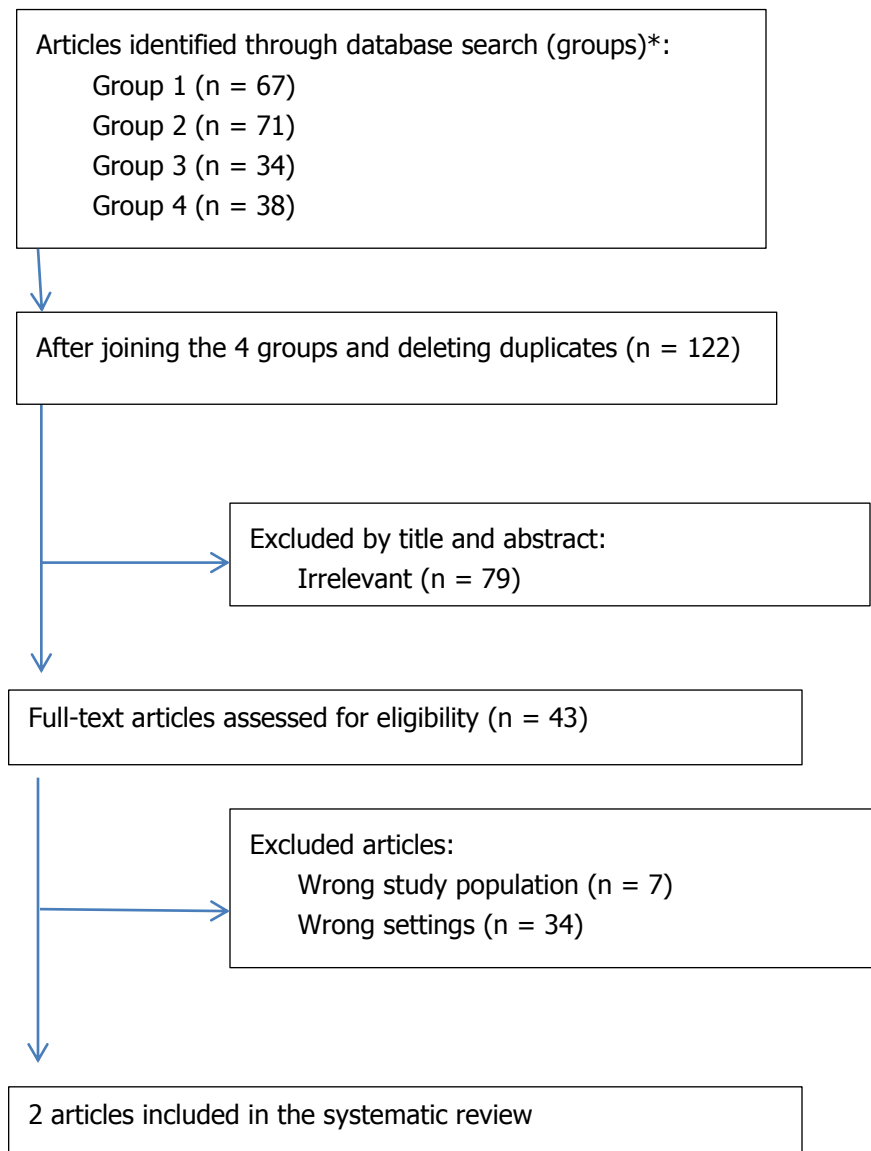 Articles identified through database search (groups)*:
Group 1 (n = 67)
Group 2 (n = 71)
Group 3 (n = 34)
Group 4 (n = 38)
After joining the 4 groups and deleting duplicates (n = 122)
Excluded by title and abstract:
Irrelevant (n = 79)
Full-text articles assessed for eligibility (n = 43)
Excluded articles:
Wrong study population (n = 7)
Wrong settings (n = 34)
2 articles included in the systematic review